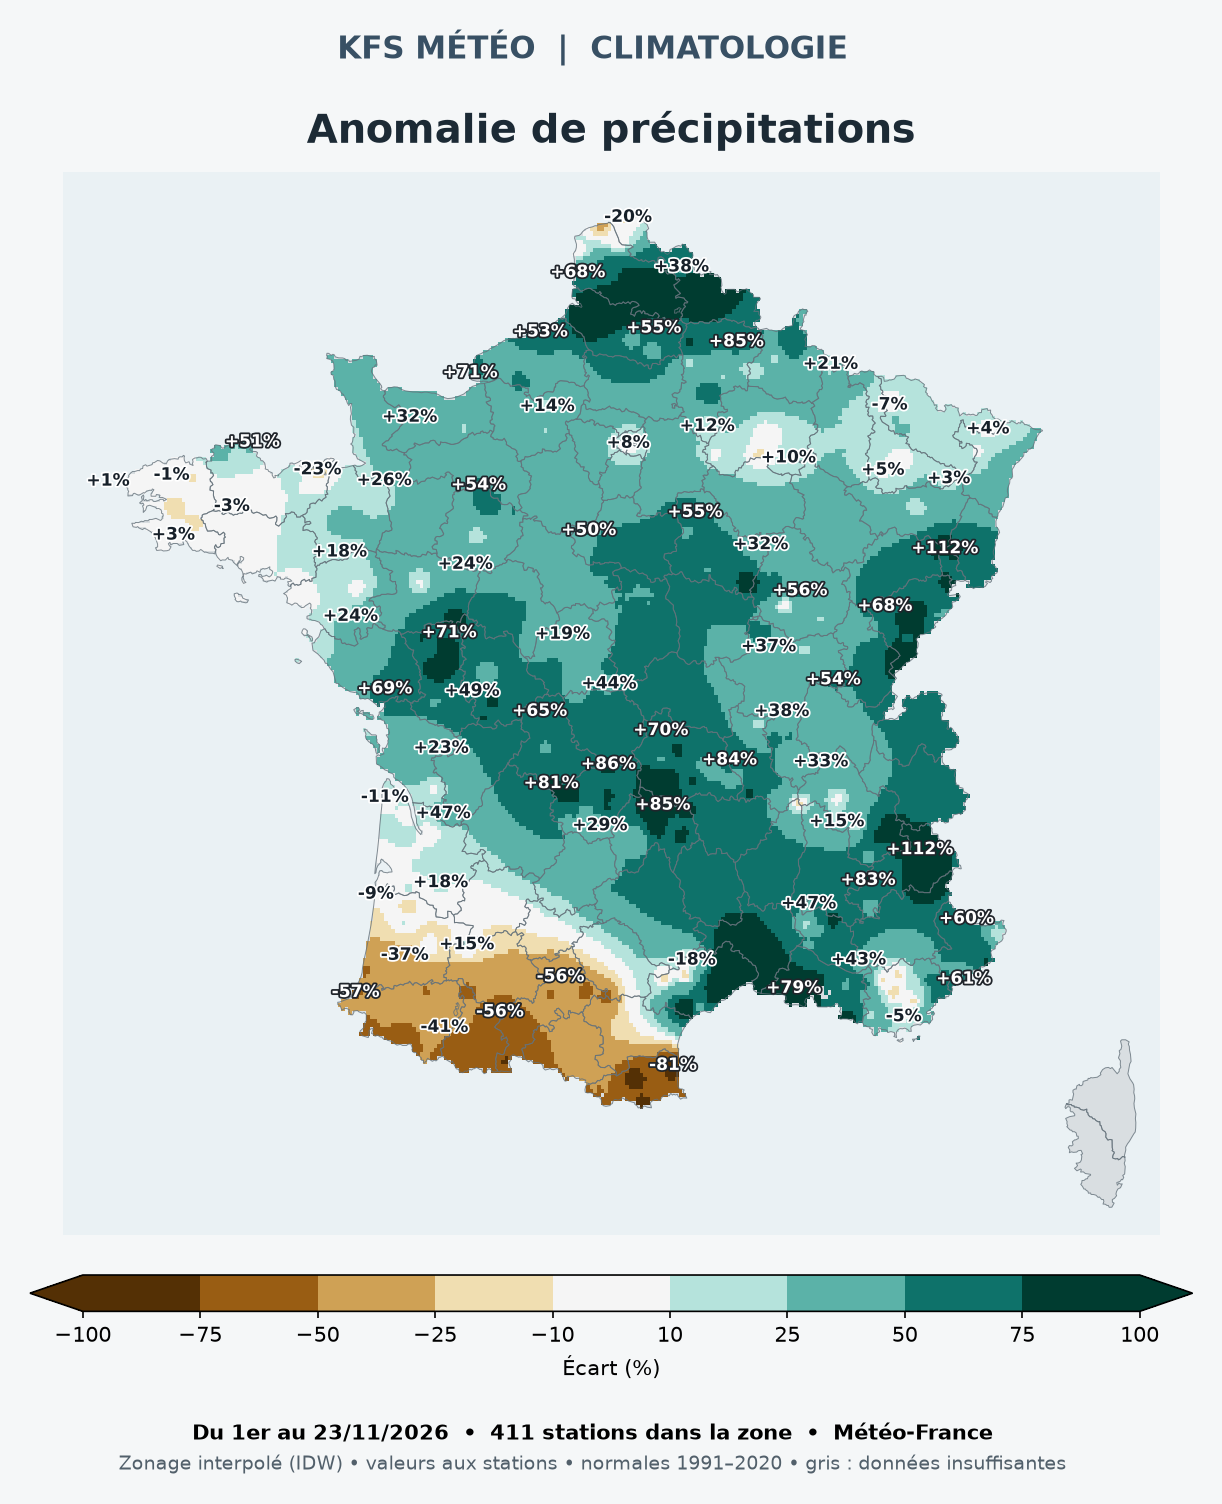 KFS MÉTÉO | CLIMATOLOGIE
Anomalie de précipitations
-20%
+68% +38%
+53% +55% +85%
+71% +21%
+32% +14% -7%
+51% +8% +12% +4%
+1% -1% -23% +26% +10% +5% +3%
-3% +54%
+3% +50% +55%
+18% +24% +32% +112%
+24% +56% +68%
+71% +19% +37%
+69% +49% +44% +54%
+65% +38%
+23% +70%
+86% +84% +33%
-11% +81%
+47% +85%
+29% +15%
+112%
-9% +18% +83%
+47% +60%
-37% +15% -18% +43%
-57% -56% +79% +61%
-41% -56% -5%
-81%
−100 −75 −50 −25 −10 10 25 50 75 100
Écart (%)
Du 1er au 23/11/2026 • 411 stations dans la zone • Météo-France
Zonage interpolé (IDW) • valeurs aux stations • normales 1991–2020 • gris : données insuffisantes